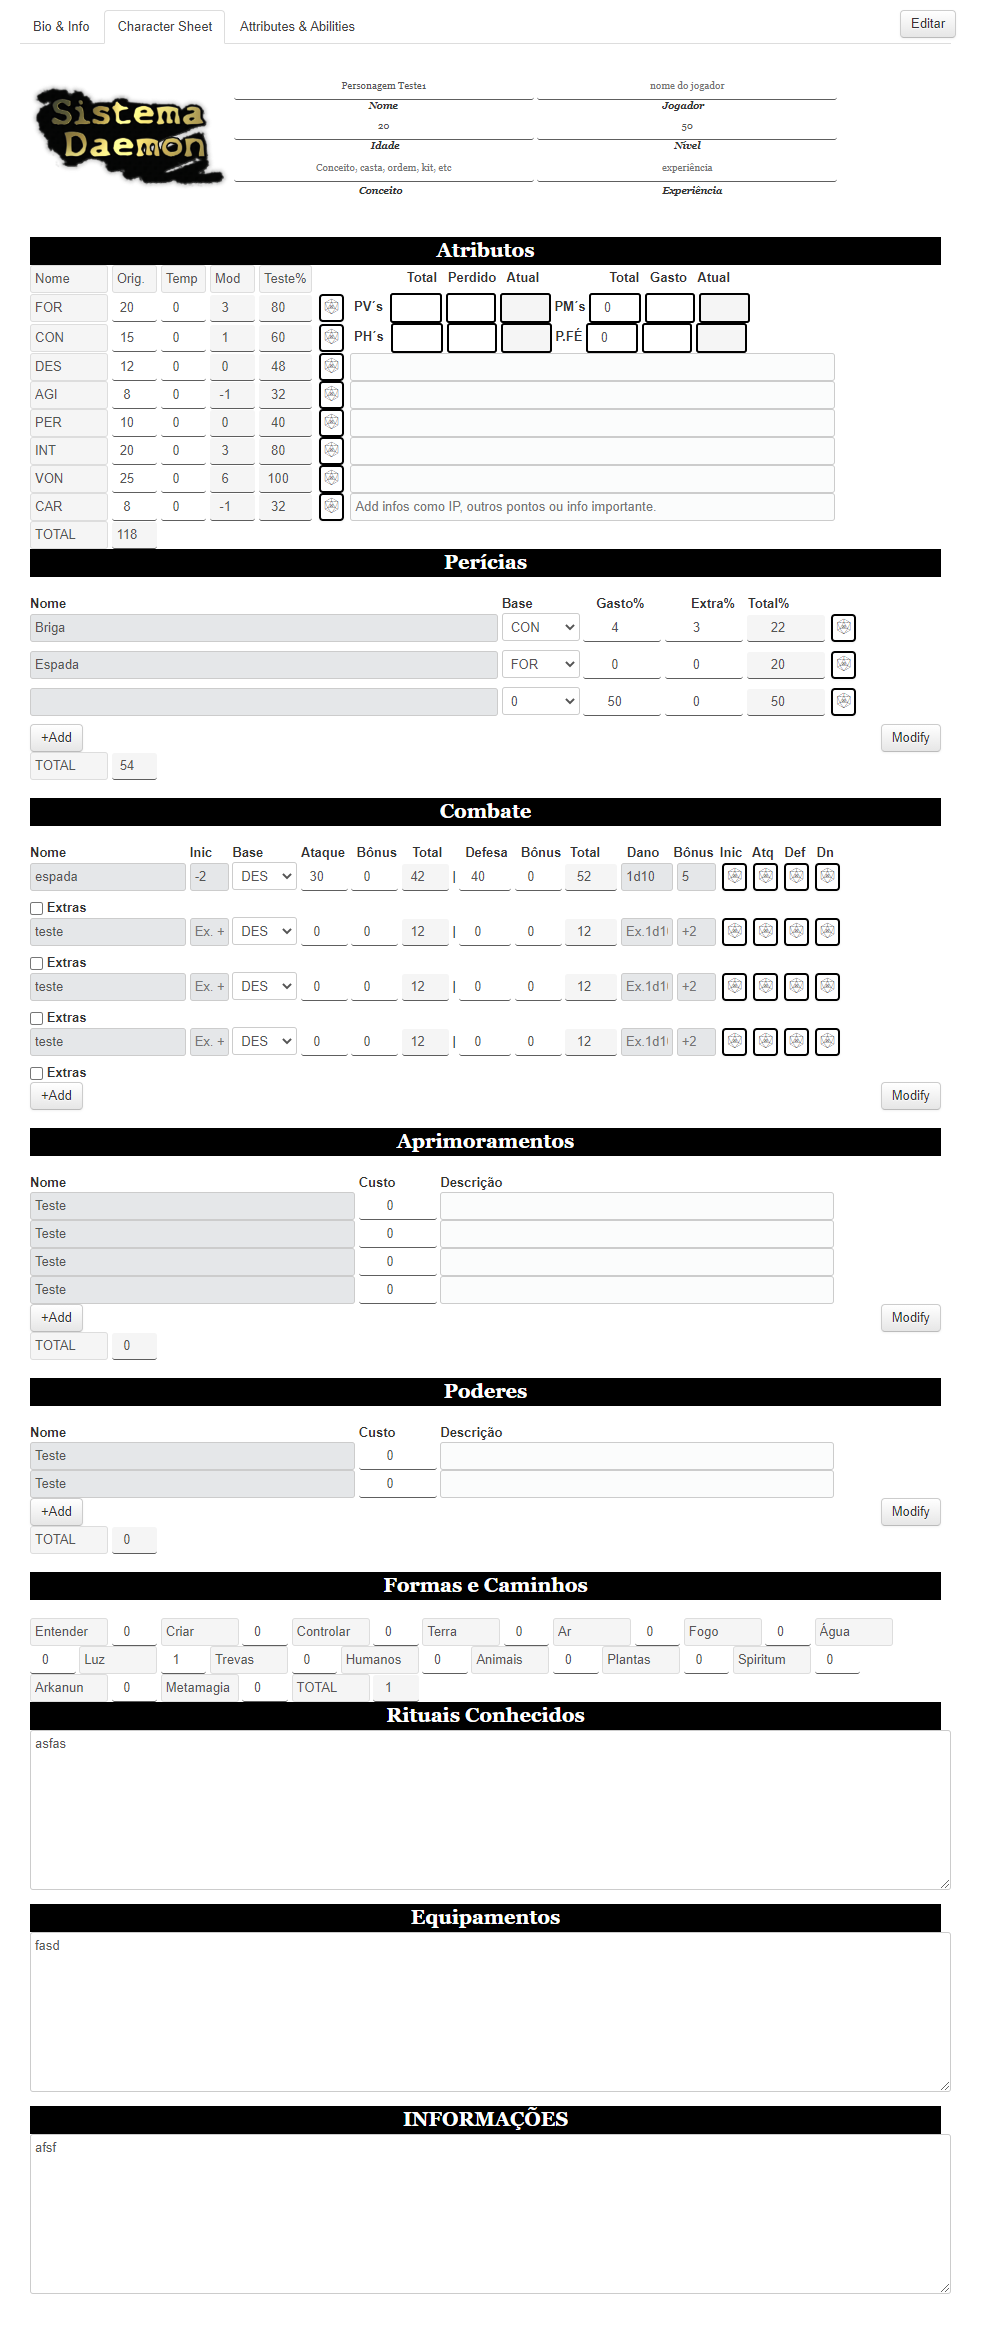 Bio & Info Character Sheet Attributes & Abilities Editar
Sistema
Daemon
Personagem Teste1 nome do jogador
Nome Jogador
20 50
Idade Nível
Conceito, casta, ordem, kit, etc experiência
Conceito Experiência
Atributos
Nome Orig. Temp Mod Teste% Total Perdido Atual Total Gasto Atual
FOR 20 0 3 80 PV´s PM´s 0
CON 15 0 1 60 PH´s P.FÉ 0
DES 12 0 0 48
AGI 8 0 -1 32
PER 10 0 0 40
INT 20 0 3 80
VON 25 0 6 100
CAR 8 0 -1 32 Add infos como IP, outros pontos ou info importante.
TOTAL 118
Perícias
Nome Base Gasto% Extra% Total%
Briga CON 4 3 22
Espada FOR 0 0 20
0 50 0 50
+Add Modify
TOTAL 54
Combate
Nome Inic Base Ataque Bônus Total Defesa Bônus Total Dano Bônus Inic Atq Def Dn
espada -2 DES 30 0 42 | 40 0 52 1d10 5
Extras
teste Ex. + DES 0 0 12 | 0 0 12 Ex.1d1 +2
Extras
teste Ex. + DES 0 0 12 | 0 0 12 Ex.1d1 +2
Extras
teste Ex. + DES 0 0 12 | 0 0 12 Ex.1d1 +2
Extras
+Add Modify
Aprimoramentos
Nome Custo Descrição
Teste 0
Teste 0
Teste 0
Teste 0
+Add Modify
TOTAL 0
Poderes
Nome Custo Descrição
Teste 0
Teste 0
+Add Modify
TOTAL 0
Formas e Caminhos
Entender 0 Criar 0 Controlar 0 Terra 0 Ar 0 Fogo 0 Água
0 Luz 1 Trevas 0 Humanos 0 Animais 0 Plantas 0 Spiritum 0
Arkanun 0 Metamagia 0 TOTAL 1
Rituais Conhecidos
asfas
Equipamentos
fasd
INFORMAÇÕES
afsf